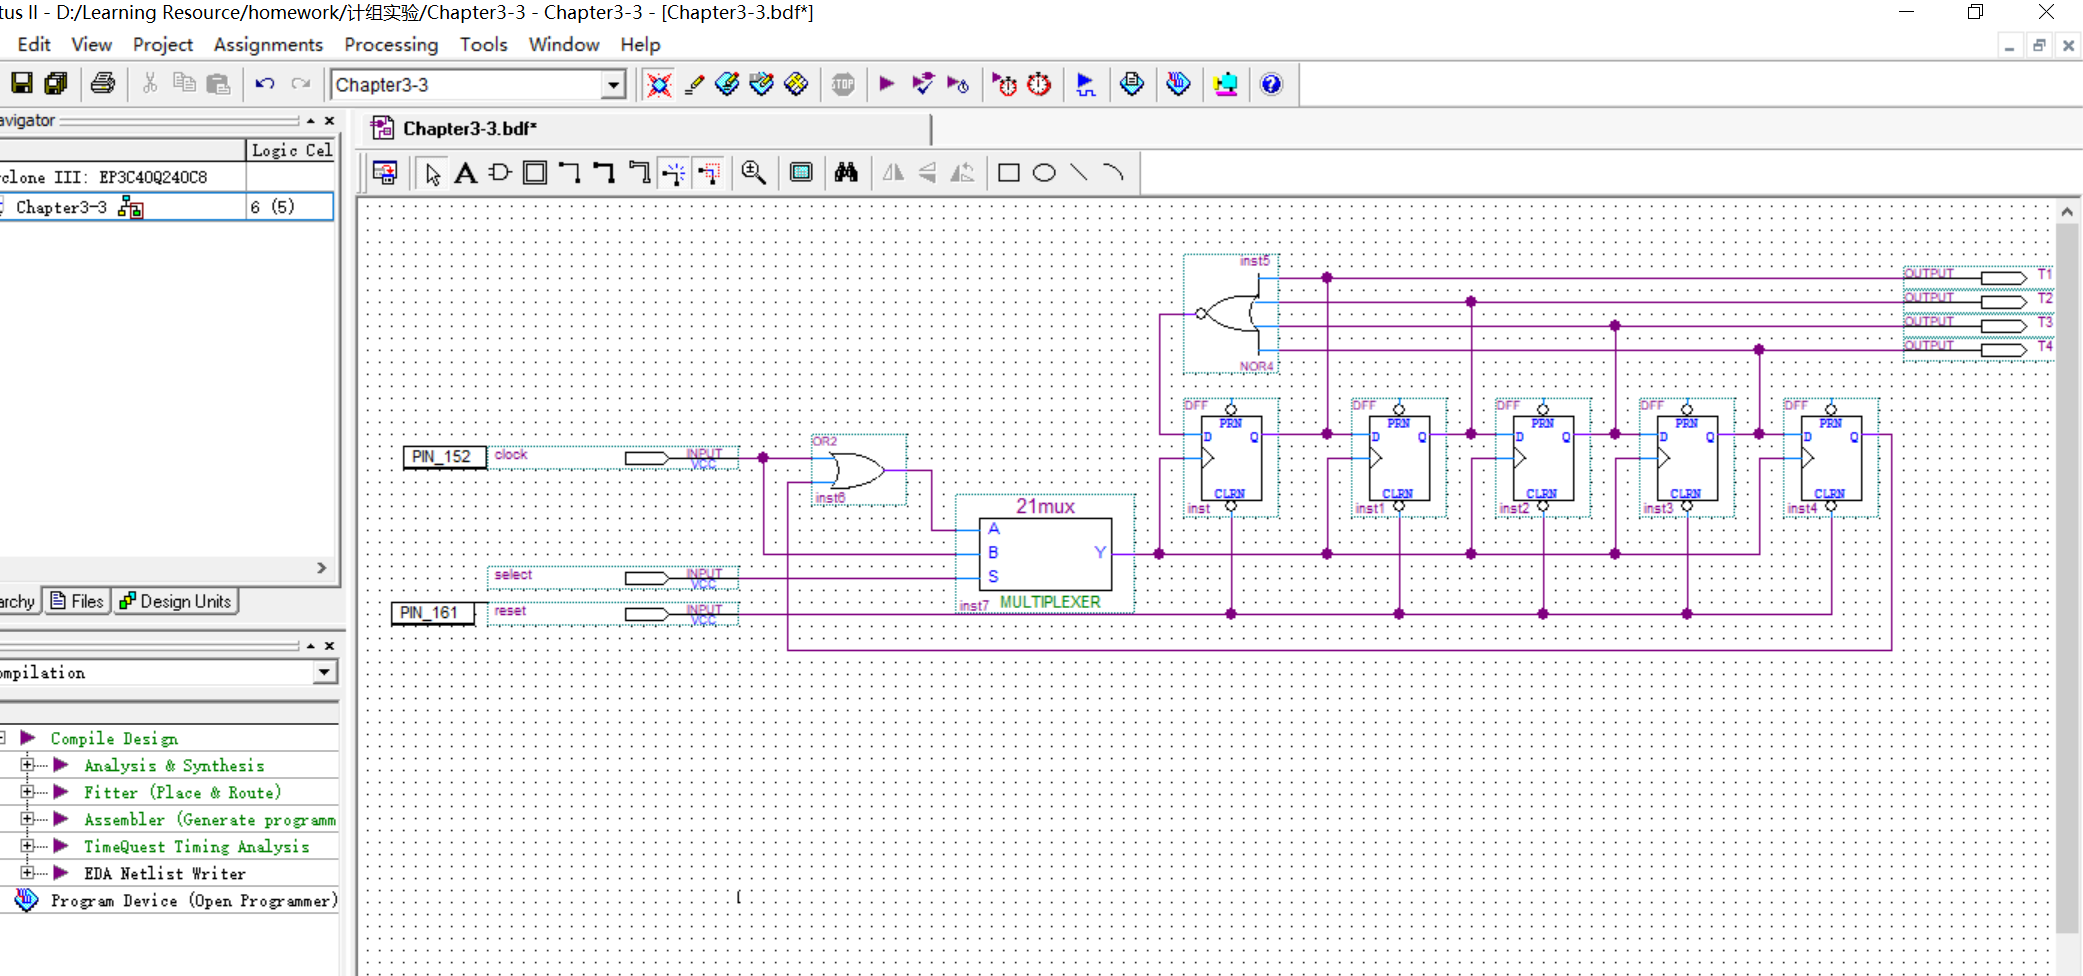 tus II - D:/Learning Resource/homework/计组实验/Chapter3-3 - Chapter3-3 - [Chapter3-3.bdf*]
Edit View Project Assignments Processing Tools Window Help
Chapter3-3
STOP
avigator
Chapter3-3.bdf*
Logic Cel
clone III: EP3C40Q240C8
Chapter3-3
6 (5)
archy
Files
Design Units
ompilation
Compile Design
Analysis & Synthesis
Fitter (Place & Route)
Assembler (Generate programm
TimeQuest Timing Analysis
EDA Netlist Writer
Program Device (Open Programmer)
inst5
NOR4
OUTPUT T1
OUTPUT T2
OUTPUT T3
OUTPUT T4
PIN_152
clock
INPUT
VCC
OR2
inst6
21mux
A
B
S
Y
inst7
MULTIPLEXER
select
INPUT
VCC
PIN_161
reset
INPUT
VCC
DFF
PRN
D Q
CLRN
inst
DFF
PRN
D Q
CLRN
inst1
DFF
PRN
D Q
CLRN
inst2
DFF
PRN
D Q
CLRN
inst3
DFF
PRN
D Q
CLRN
inst4